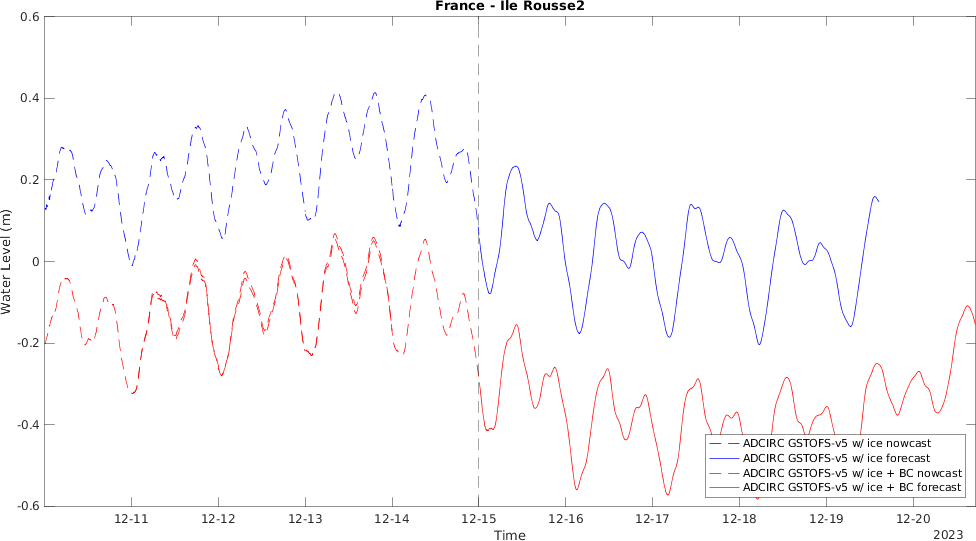 France - Ile Rousse2
0.6
0.4
0.2
0
-0.2
-0.4
-0.6
Water Level (m)
ADCIRC GSTOFS-v5 w/ ice nowcast
ADCIRC GSTOFS-v5 w/ ice forecast
ADCIRC GSTOFS-v5 w/ ice + BC nowcast
ADCIRC GSTOFS-v5 w/ ice + BC forecast
12-11 12-12 12-13 12-14 12-15 12-16 12-17 12-18 12-19 12-20
Time
2023